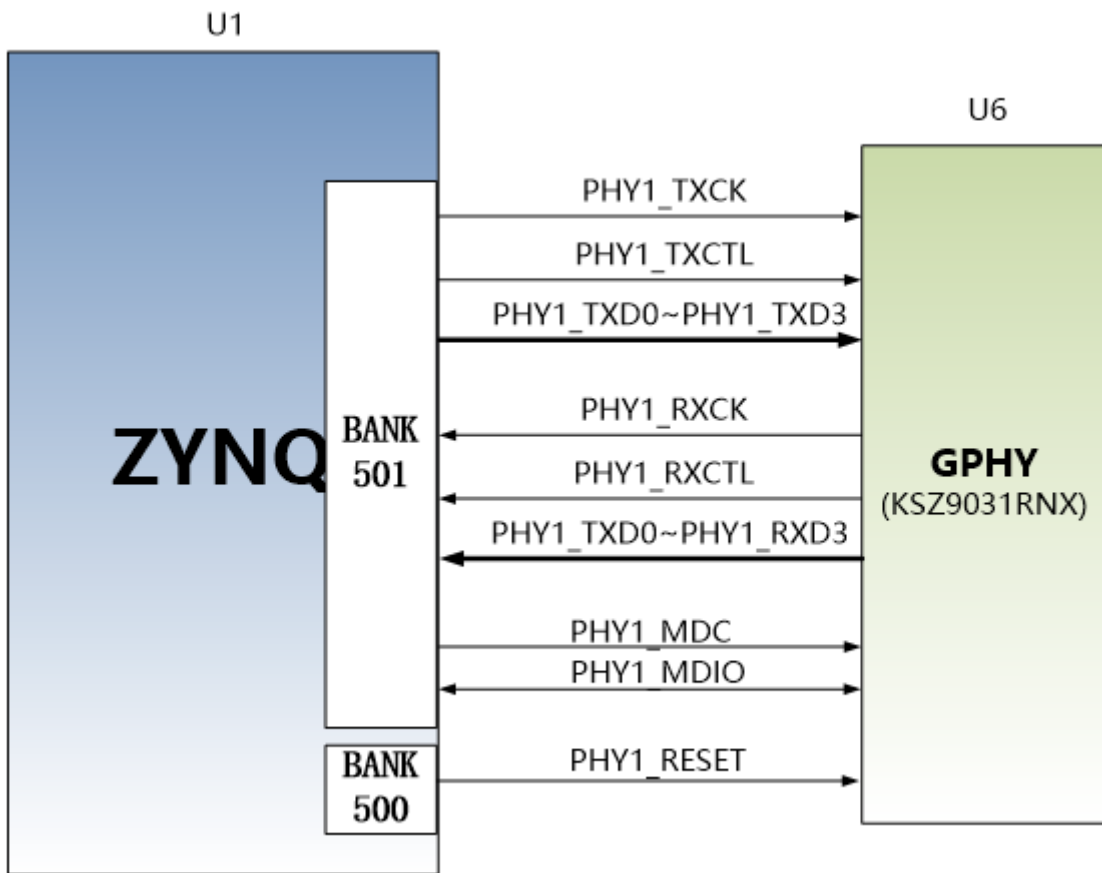 U1
U6
PHY1_TXCK
PHY1_TXCTL
PHY1_TXD0~PHY1_TXD3
PHY1_RXCK
PHY1_RXCTL
PHY1_TXD0~PHY1_RXD3
PHY1_MDC
PHY1_MDIO
PHY1_RESET
ZYNQ
BANK
501
BANK
500
GPHY
(KSZ9031RNX)